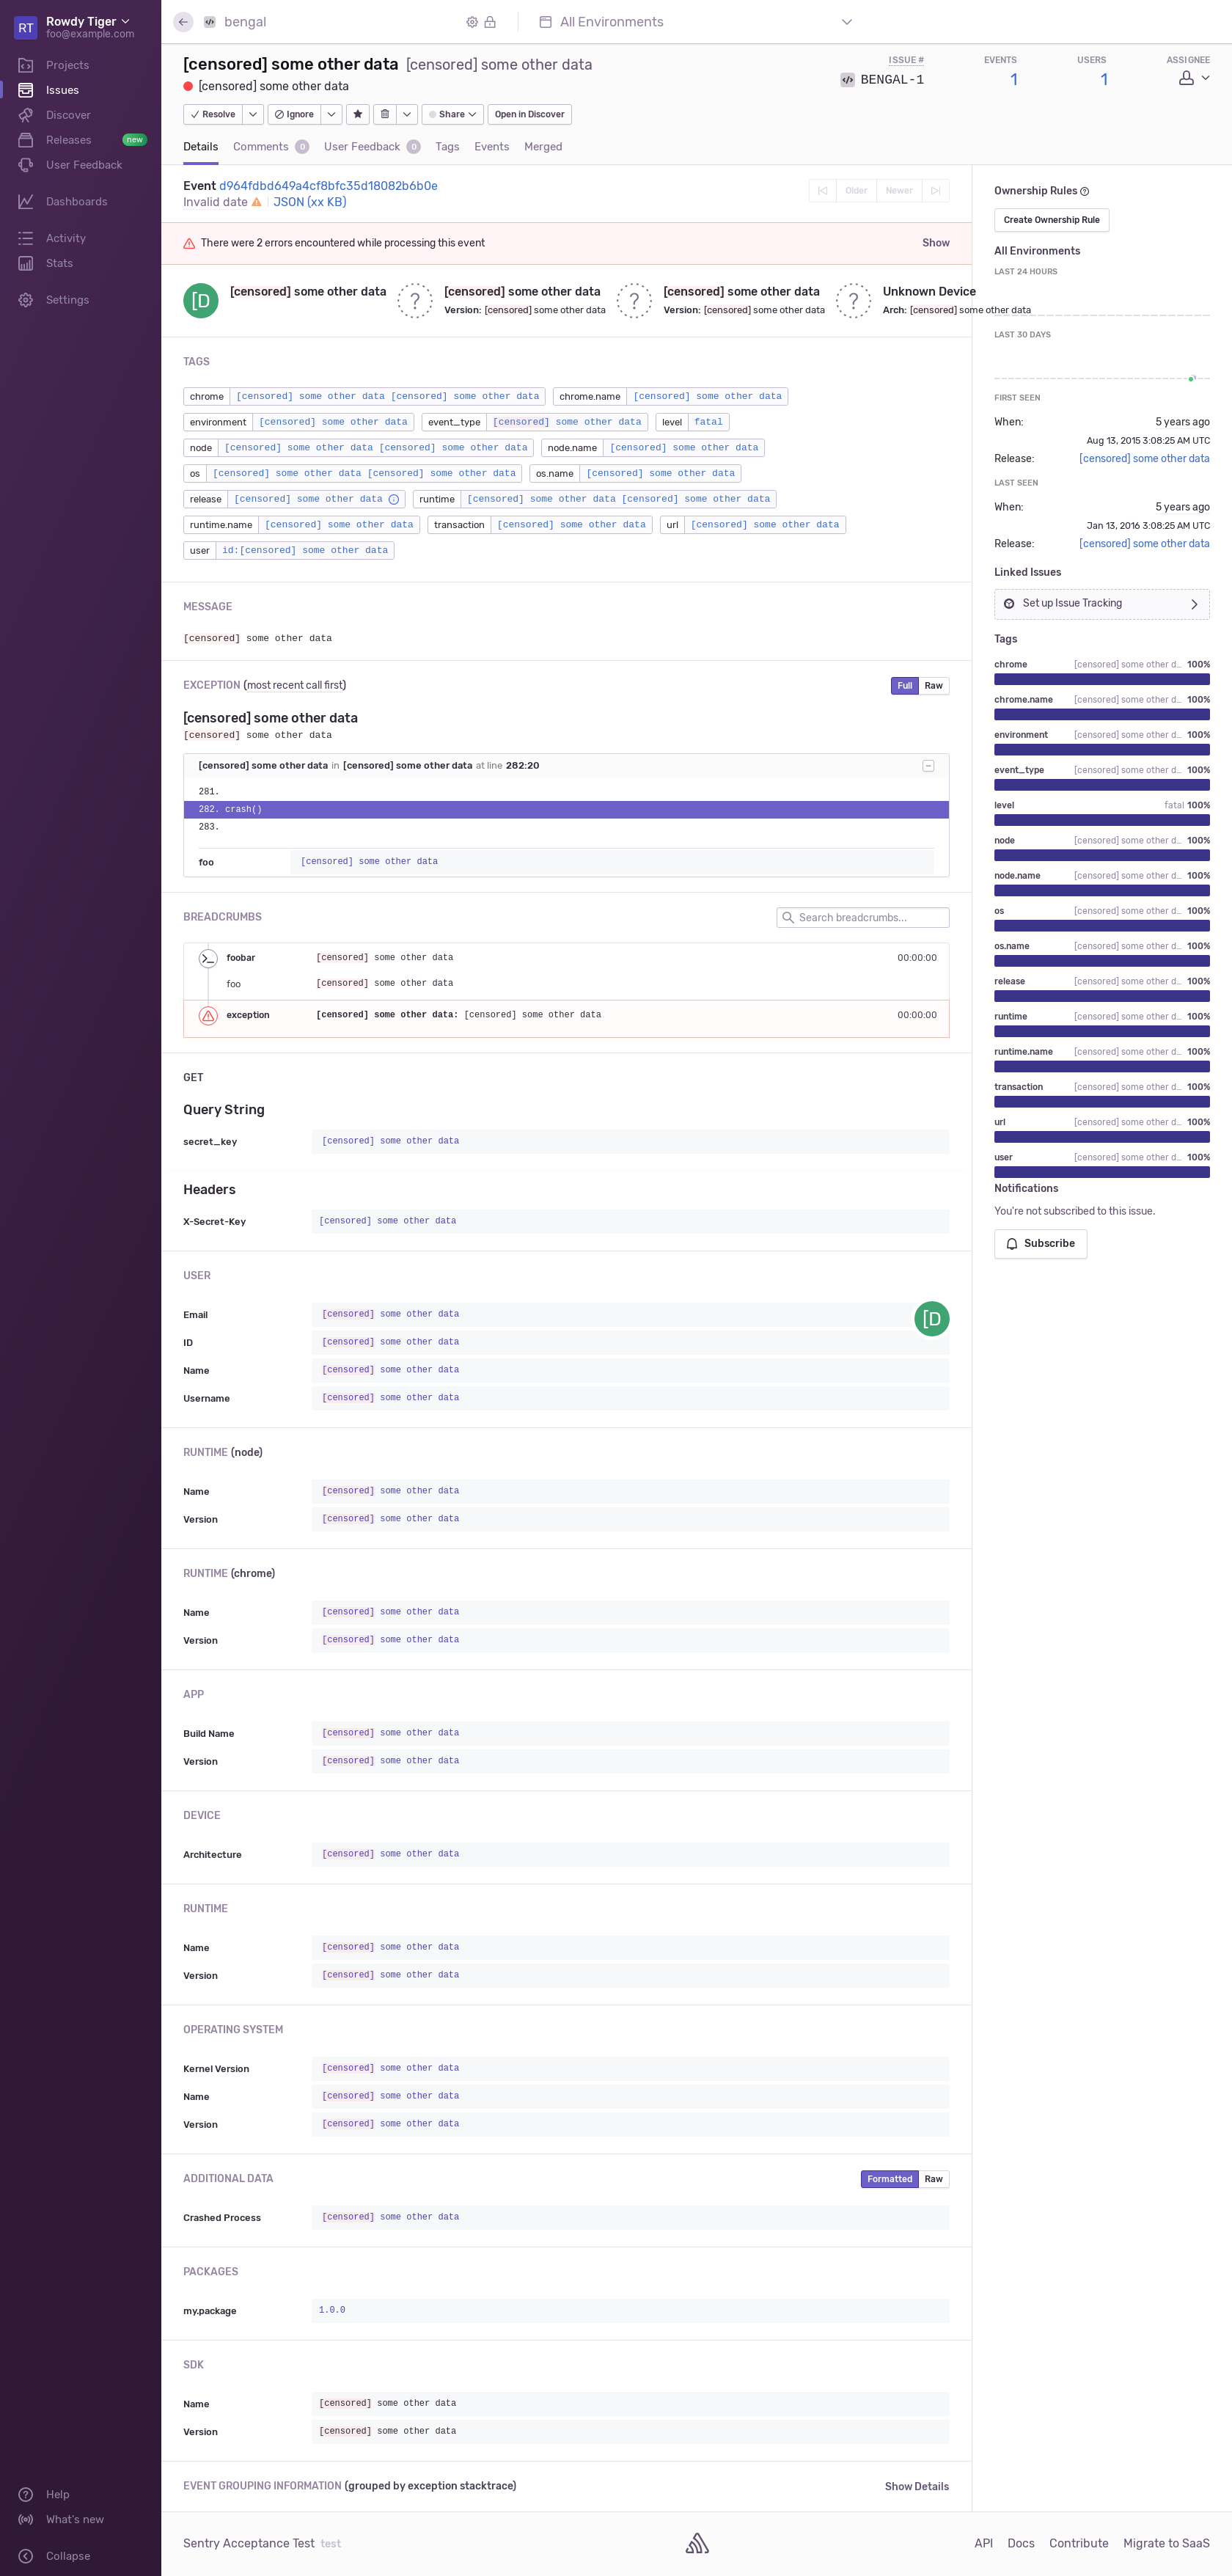 RT
Rowdy Tiger
foo@example.com
Projects
Issues
Discover
Releases new
User Feedback
Dashboards
Activity
Stats
Settings
Help
What's new
Collapse
bengal
All Environments
[censored] some other data [censored] some other data
[censored] some other data
ISSUE # EVENTS USERS ASSIGNEE
BENGAL-1 1 1
Resolve Ignore Share Open in Discover
Details Comments 0 User Feedback 0 Tags Events Merged
Event d964fdbd649a4cf8bfc35d18082b6b0e
Invalid date JSON (xx KB)
Older Newer
There were 2 errors encountered while processing this event Show
[D [censored] some other data
? [censored] some other data
Version: [censored] some other data
? [censored] some other data
Version: [censored] some other data
? Unknown Device
Arch: [censored] some other data
TAGS
chrome [censored] some other data [censored] some other data chrome.name [censored] some other data
environment [censored] some other data event_type [censored] some other data level fatal
node [censored] some other data [censored] some other data node.name [censored] some other data
os [censored] some other data [censored] some other data os.name [censored] some other data
release [censored] some other data runtime [censored] some other data [censored] some other data
runtime.name [censored] some other data transaction [censored] some other data url [censored] some other data
user id:[censored] some other data
MESSAGE
[censored] some other data
EXCEPTION (most recent call first) Full Raw
[censored] some other data
[censored] some other data
[censored] some other data in [censored] some other data at line 282:20
281.
282. crash()
283.
foo [censored] some other data
BREADCRUMBS Search breadcrumbs...
foobar [censored] some other data 00:00:00
foo [censored] some other data
exception [censored] some other data: [censored] some other data 00:00:00
GET
Query String
secret_key [censored] some other data
Headers
X-Secret-Key [censored] some other data
USER
Email [censored] some other data [D
ID [censored] some other data
Name [censored] some other data
Username [censored] some other data
RUNTIME (node)
Name [censored] some other data
Version [censored] some other data
RUNTIME (chrome)
Name [censored] some other data
Version [censored] some other data
APP
Build Name [censored] some other data
Version [censored] some other data
DEVICE
Architecture [censored] some other data
RUNTIME
Name [censored] some other data
Version [censored] some other data
OPERATING SYSTEM
Kernel Version [censored] some other data
Name [censored] some other data
Version [censored] some other data
ADDITIONAL DATA Formatted Raw
Crashed Process [censored] some other data
PACKAGES
my.package 1.0.0
SDK
Name [censored] some other data
Version [censored] some other data
EVENT GROUPING INFORMATION (grouped by exception stacktrace) Show Details
Ownership Rules
Create Ownership Rule
All Environments
LAST 24 HOURS
LAST 30 DAYS
FIRST SEEN
When: 5 years ago
Aug 13, 2015 3:08:25 AM UTC
Release: [censored] some other data
LAST SEEN
When: 5 years ago
Jan 13, 2016 3:08:25 AM UTC
Release: [censored] some other data
Linked Issues
Set up Issue Tracking
Tags
chrome [censored] some other d... 100%
chrome.name [censored] some other d... 100%
environment [censored] some other d... 100%
event_type [censored] some other d... 100%
level fatal 100%
node [censored] some other d... 100%
node.name [censored] some other d... 100%
os [censored] some other d... 100%
os.name [censored] some other d... 100%
release [censored] some other d... 100%
runtime [censored] some other d... 100%
runtime.name [censored] some other d... 100%
transaction [censored] some other d... 100%
url [censored] some other d... 100%
user [censored] some other d... 100%
Notifications
You're not subscribed to this issue.
Subscribe
Sentry Acceptance Test test
API Docs Contribute Migrate to SaaS